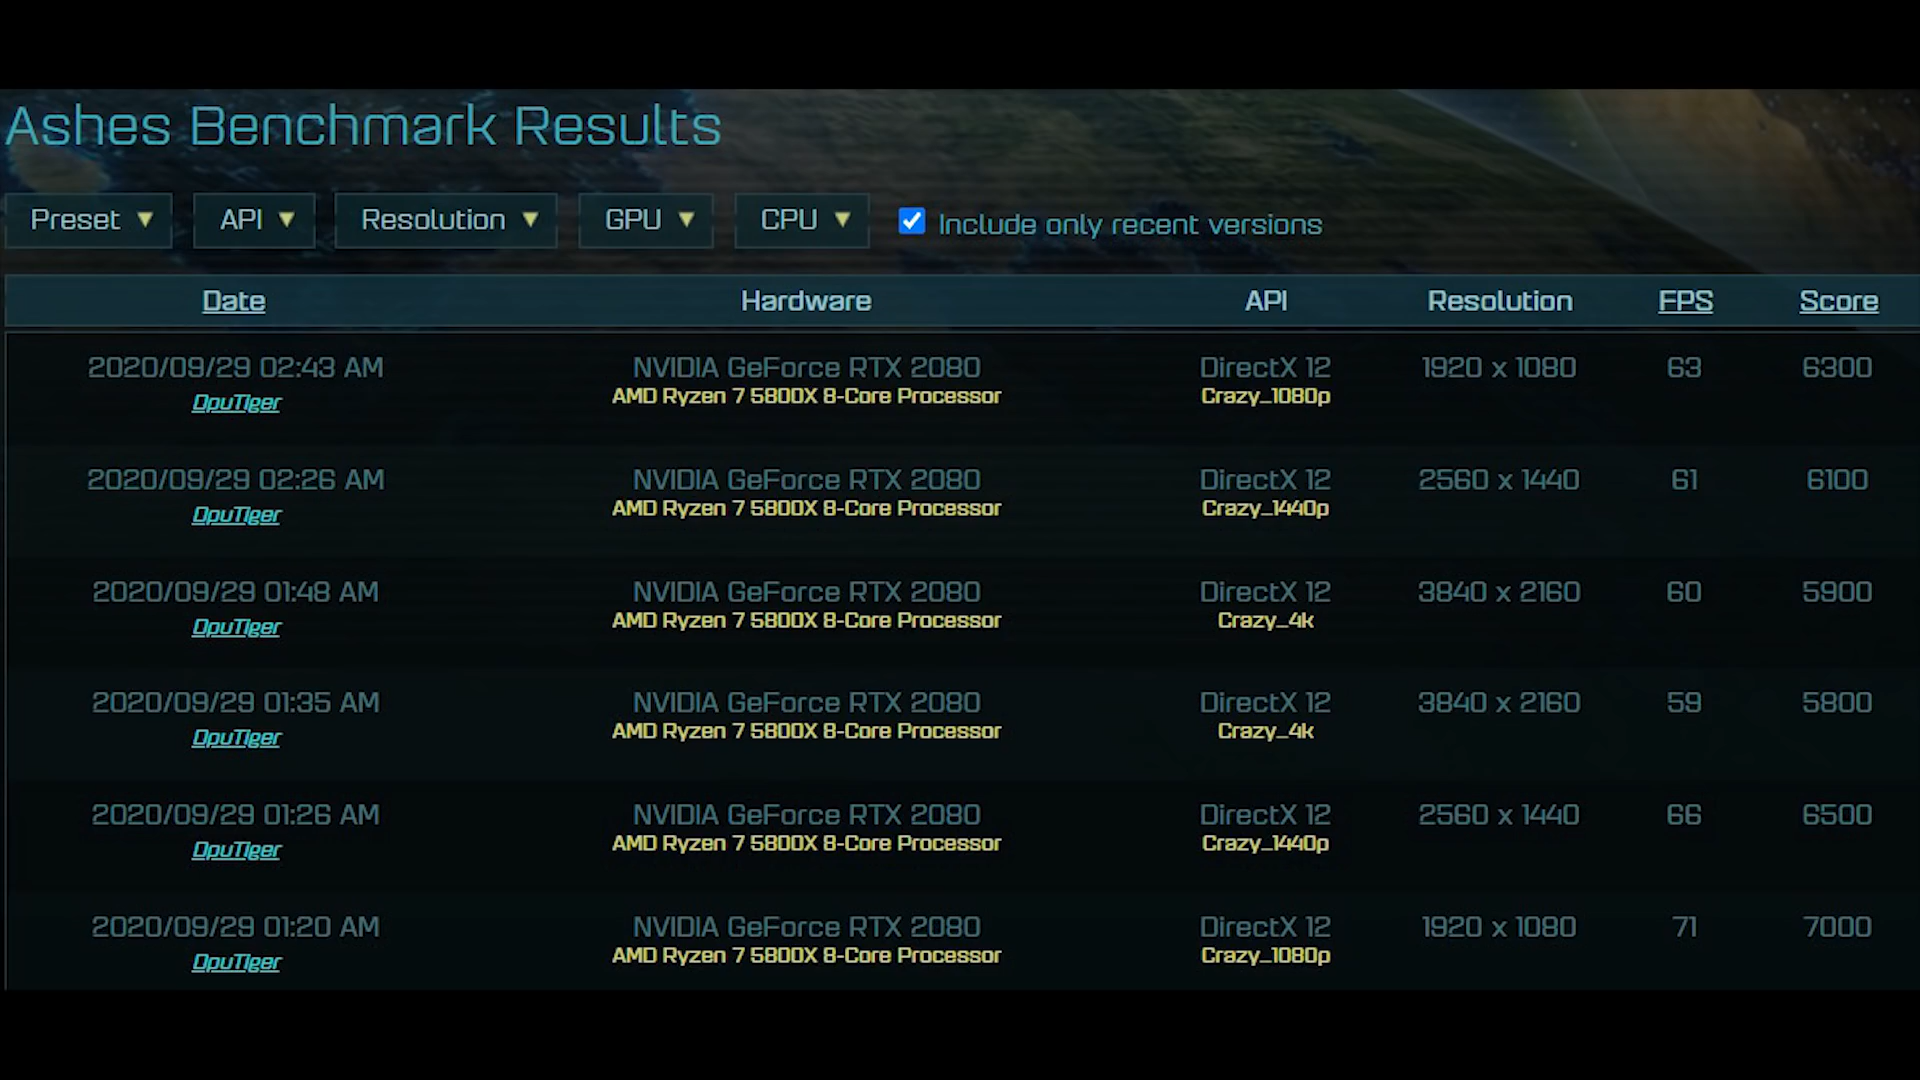 Ashes Benchmark Results
Preset ▼ API ▼ Resolution ▼ GPU ▼ CPU ▼ Include only recent versions
Date Hardware API Resolution FPS Score
2020/09/29 02:43 AM NVIDIA GeForce RTX 2080 DirectX 12 1920 x 1080 63 6300
OpuTIger AMD Ryzen 7 5800X 8-Core Processor Crazy_1080p
2020/09/29 02:26 AM NVIDIA GeForce RTX 2080 DirectX 12 2560 x 1440 61 6100
OpuTIger AMD Ryzen 7 5800X 8-Core Processor Crazy_1440p
2020/09/29 01:48 AM NVIDIA GeForce RTX 2080 DirectX 12 3840 x 2160 60 5900
OpuTIger AMD Ryzen 7 5800X 8-Core Processor Crazy_4k
2020/09/29 01:35 AM NVIDIA GeForce RTX 2080 DirectX 12 3840 x 2160 59 5800
OpuTIger AMD Ryzen 7 5800X 8-Core Processor Crazy_4k
2020/09/29 01:26 AM NVIDIA GeForce RTX 2080 DirectX 12 2560 x 1440 66 6500
OpuTIger AMD Ryzen 7 5800X 8-Core Processor Crazy_1440p
2020/09/29 01:20 AM NVIDIA GeForce RTX 2080 DirectX 12 1920 x 1080 71 7000
OpuTIger AMD Ryzen 7 5800X 8-Core Processor Crazy_1080p